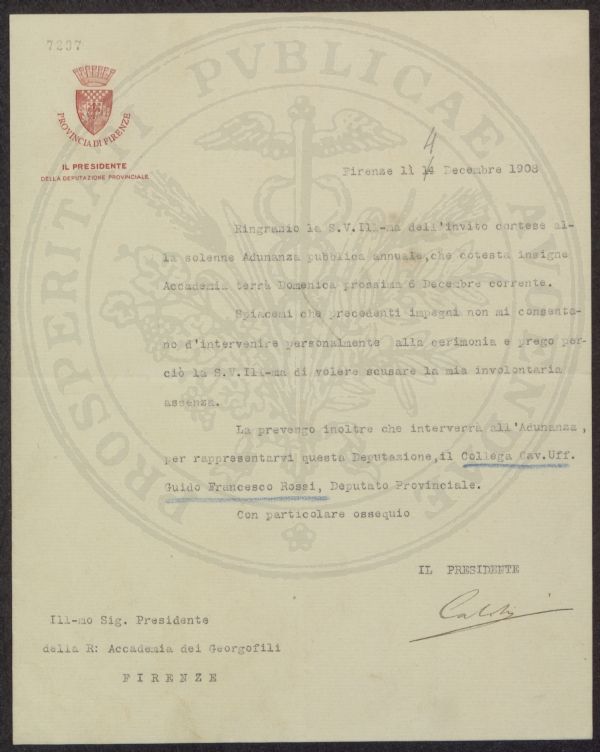 7207
PROVINCIA DI FIRENZE
IL PRESIDENTE
DELLA DEPUTAZIONE PROVINCIALE
4
Firenze li 14 Decembre 1908
Ringrazio la S.V.Ill-ma dell'invito cortese al-
la solenne Adunanza pubblica annuale,che cotesta insigne
Accademia terrà Domenica prossima 6 Decembre corrente.
Spiacemi che precedenti impegni non mi consenta-
no d'intervenire personalmente alla cerimonia e prego per-
ciò la S.V.Ill-ma di volere scusare la mia involontaria
assenza.
La prevengo inoltre che interverrà all'Adunanza,
per rappresentarvi questa Deputazione,il Collega Cav.Uff.
Guido Francesco Rossi, Deputato Provinciale.
Con particolare ossequio
IL PRESIDENTE
Ill-mo Sig. Presidente
della R: Accademia dei Georgofili
FIRENZE
PROSPERITATI PVBLICAE AVGENDAE